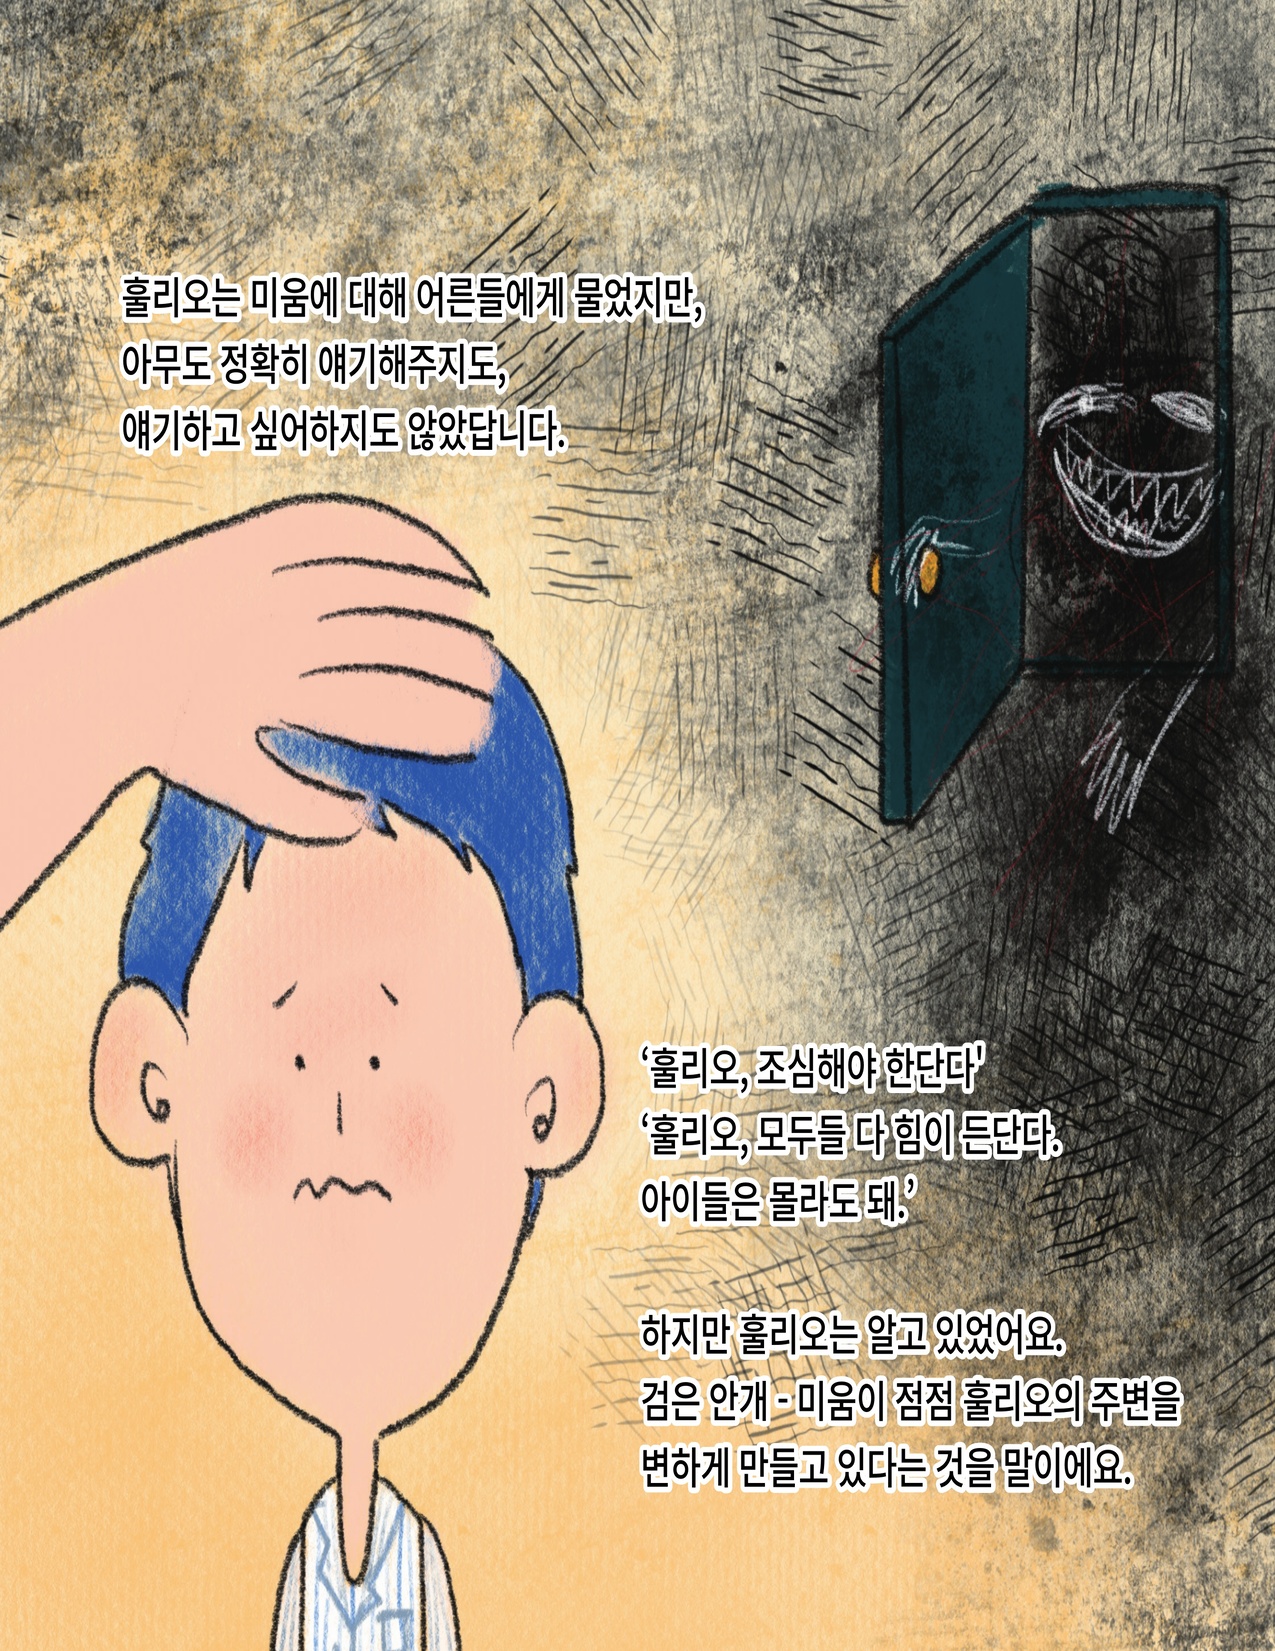 훌리오는 미움에 대해 어른들에게 물었지만,
아무도 정확히 얘기해주지도,
얘기하고 싶어하지도 않았답니다.
‘훌리오, 조심해야 한단다'
‘훌리오, 모두들 다 힘이 든단다.
아이들은 몰라도 돼.’
하지만 훌리오는 알고 있었어요.
검은 안개 - 미움이 점점 훌리오의 주변을
변하게 만들고 있다는 것을 말이에요.